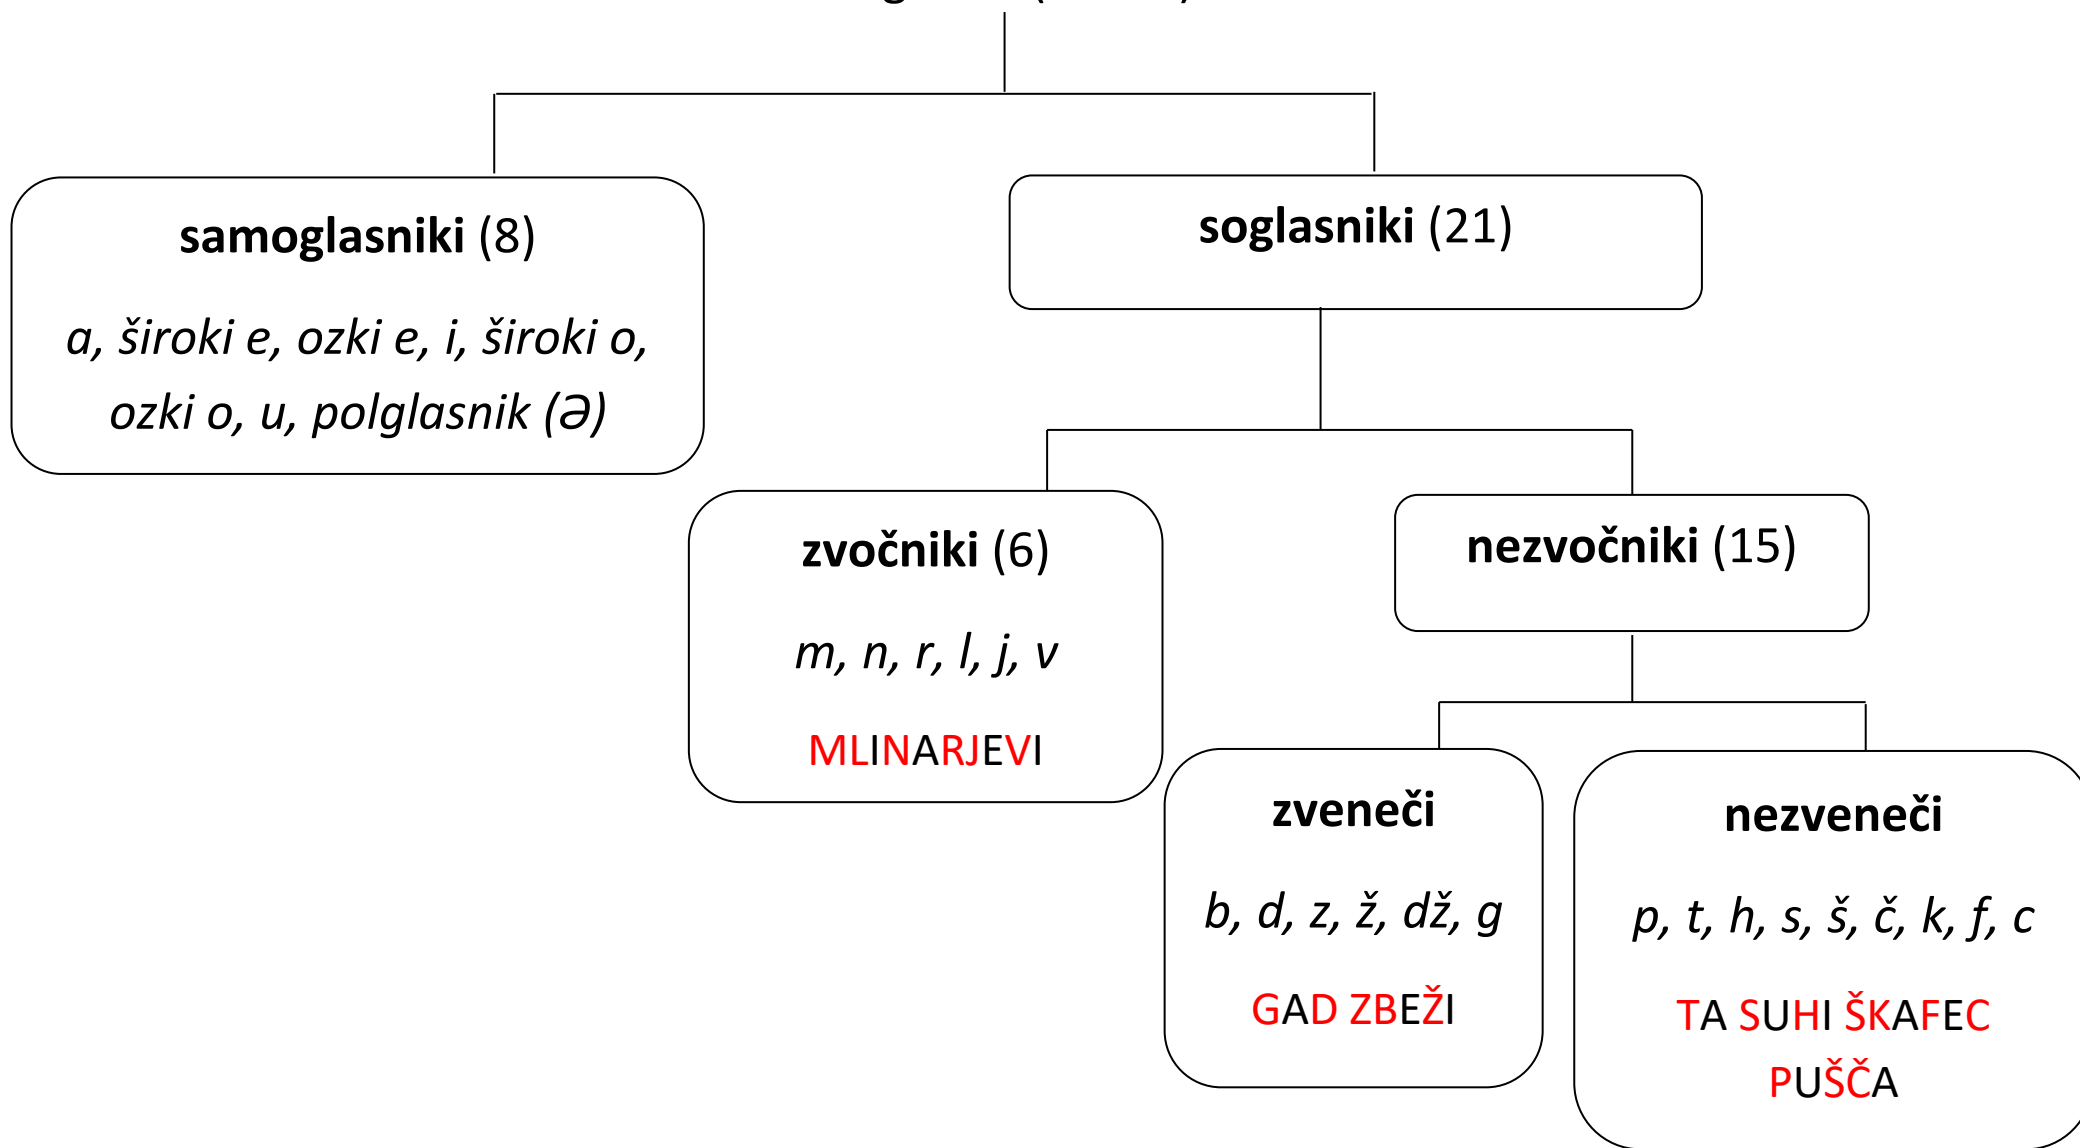 samoglasniki (8)
a, široki e, ozki e, i, široki o,
ozki o, u, polglasnik (Ə)
soglasniki (21)
zvočniki (6)
m, n, r, l, j, v
MLINARJEVI
nezvočniki (15)
zveneči
b, d, z, ž, dž, g
GAD ZBEŽI
nezveneči
p, t, h, s, š, č, k, f, c
TA SUHI ŠKAFEC
PUŠČA